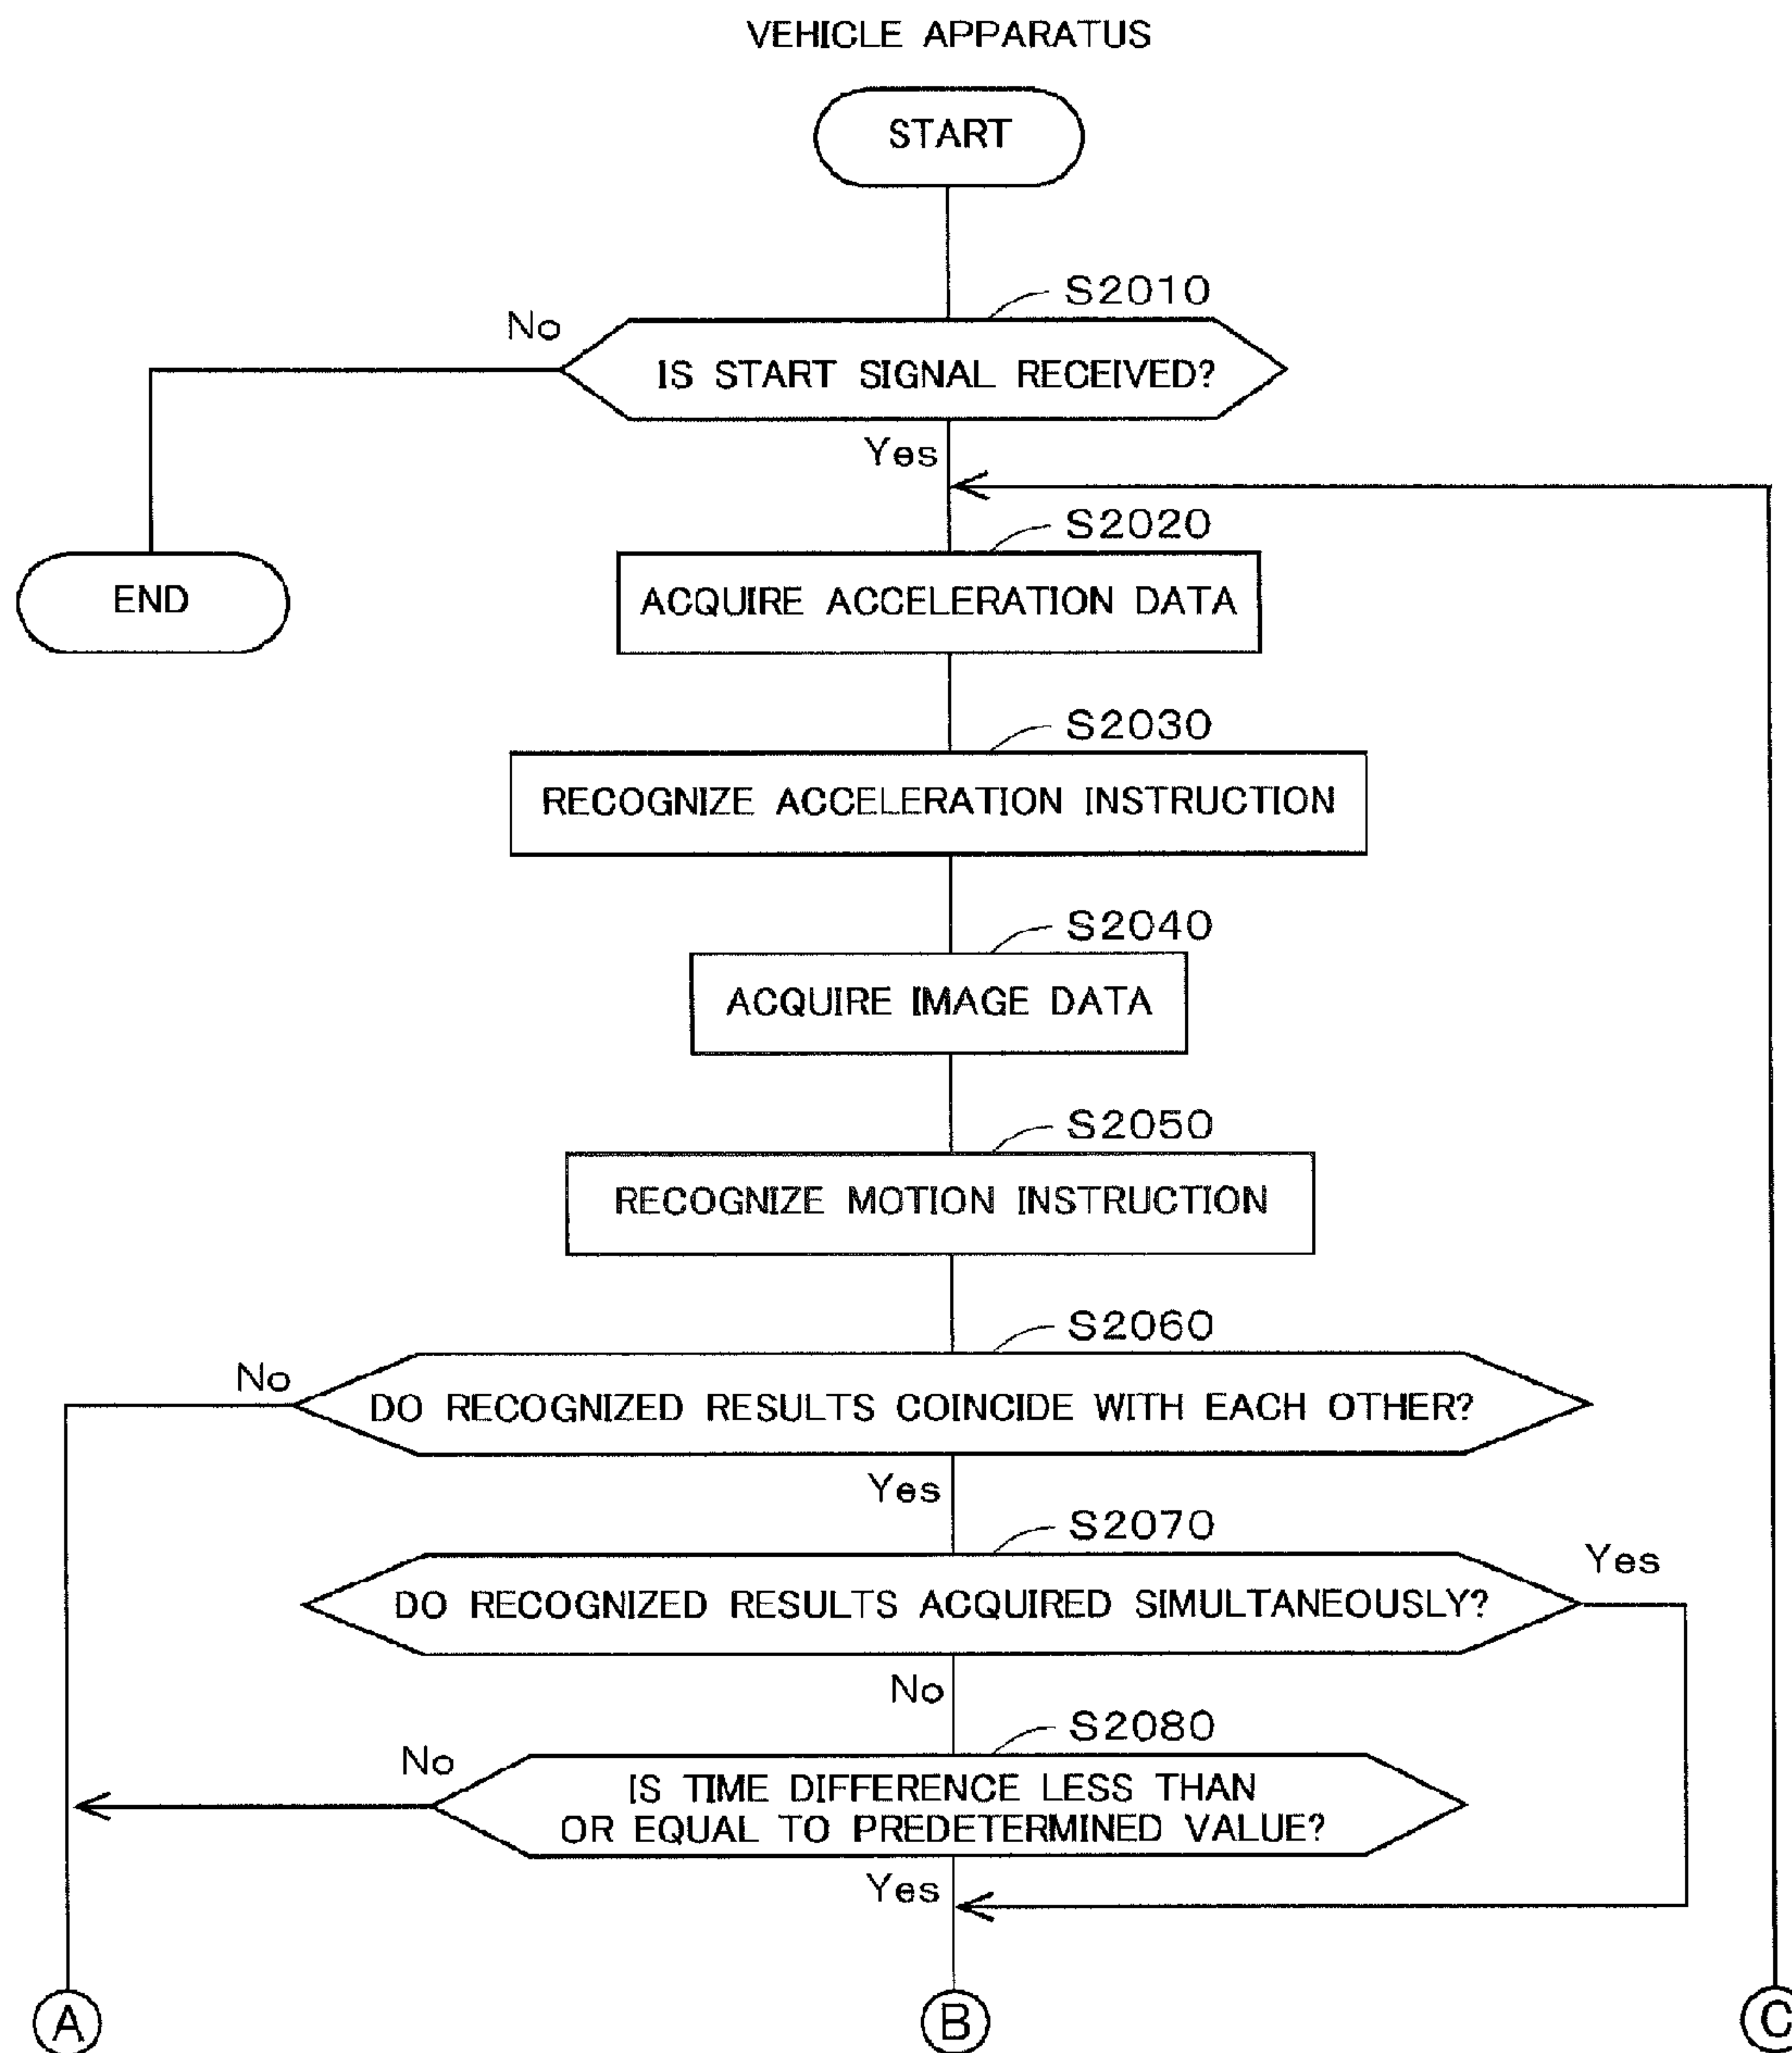 VEHICLE APPARATUS
START
S2010
No
IS START SIGNAL RECEIVED?
Yes
S2020
END
ACQUIRE ACCELERATION DATA
S2030
RECOGNIZE ACCELERATION INSTRUCTION
S2040
ACQUIRE IMAGE DATA
S2050
RECOGNIZE MOTION INSTRUCTION
S2060
No
DO RECOGNIZED RESULTS COINCIDE WITH EACH OTHER?
Yes
S2070
Yes
DO RECOGNIZED RESULTS ACQUIRED SIMULTANEOUSLY?
No
S2080
No
IS TIME DIFFERENCE LESS THAN
OR EQUAL TO PREDETERMINED VALUE?
Yes
A
B
C